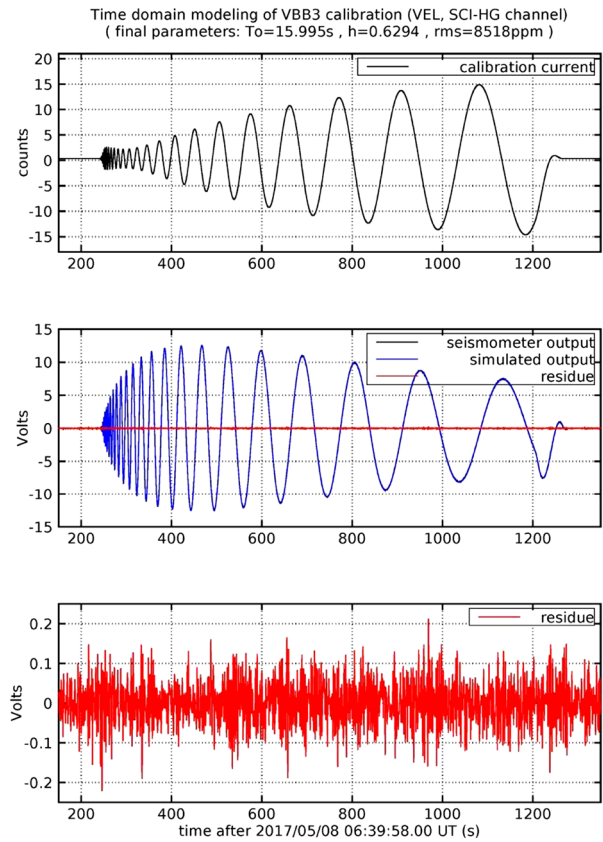 Time domain modeling of VBB3 calibration (VEL, SCI-HG channel)
( final parameters: To=15.995s , h=0.6294 , rms=8518ppm )
20
15
10
5
0
-5
-10
-15
counts
calibration current
200 400 600 800 1000 1200
15
10
5
0
-5
-10
-15
Volts
seismometer output
simulated output
residue
200 400 600 800 1000 1200
0.2
0.1
0
-0.1
-0.2
Volts
residue
200 400 600 800 1000 1200
time after 2017/05/08 06:39:58.00 UT (s)